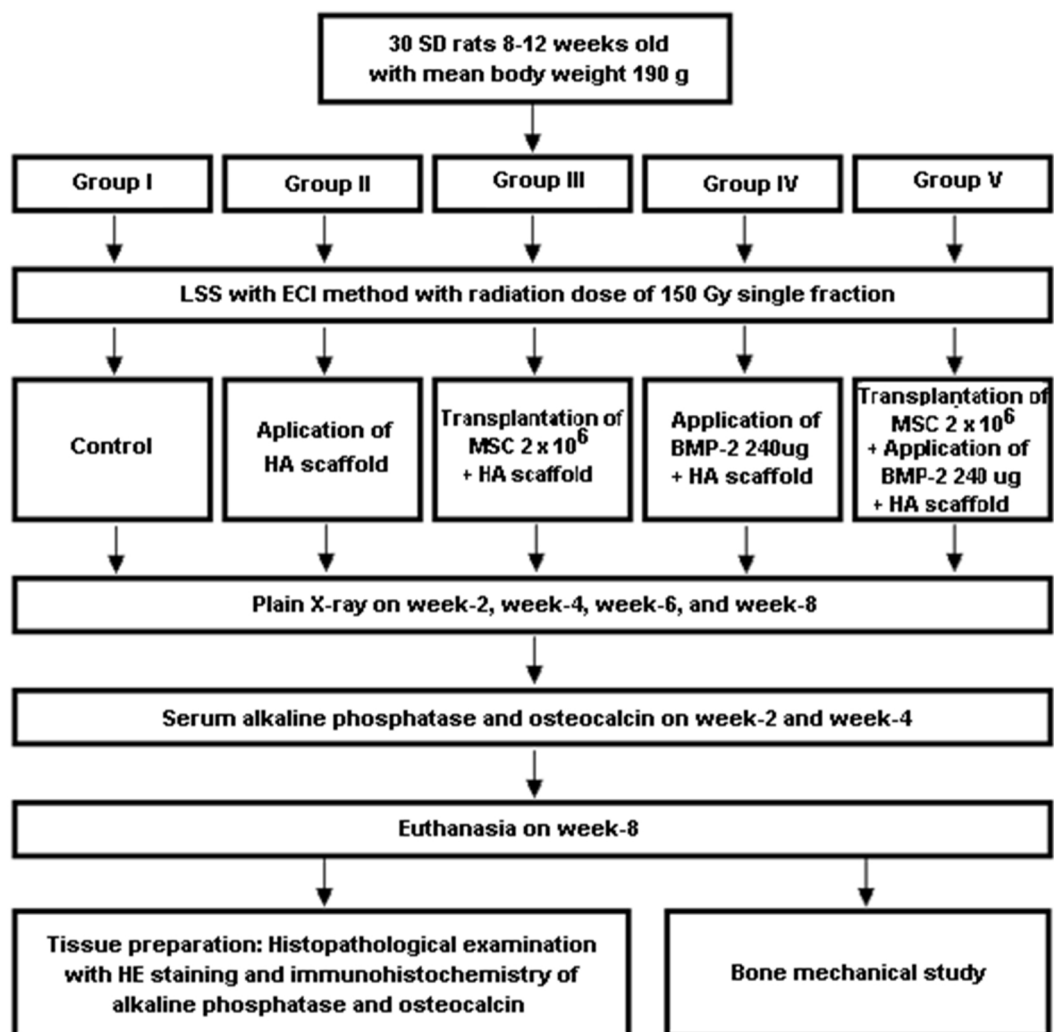 30 SD rats 8-12 weeks old
with mean body weight 190 g
Group I
Group II
Group III
Group IV
Group V
LSS with ECI method with radiation dose of 150 Gy single fraction
Control
Aplication of
HA scaffold
Transplantation of
MSC 2 x 10⁶
+ HA scaffold
Application of
BMP-2 240ug
+ HA scaffold
Transplantation of
MSC 2 x 10⁶
+ Application of
BMP-2 240 ug
+ HA scaffold
Plain X-ray on week-2, week-4, week-6, and week-8
Serum alkaline phosphatase and osteocalcin on week-2 and week-4
Euthanasia on week-8
Tissue preparation: Histopathological examination
with HE staining and immunohistochemistry of
alkaline phosphatase and osteocalcin
Bone mechanical study